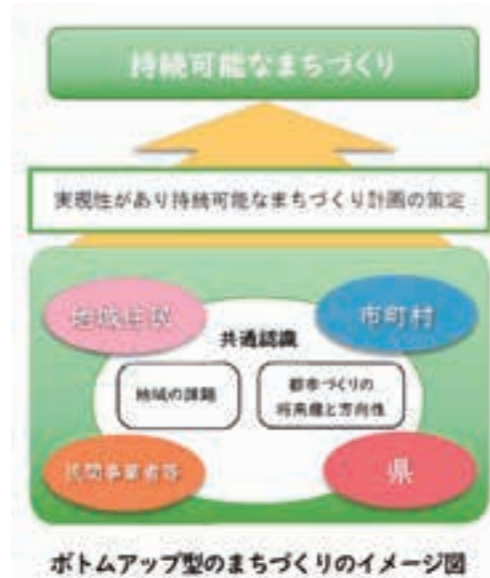 持続可能なまちづくり
実現性があり持続可能なまちづくり計画の策定
地域住民
市町村
共通認識
地域の課題
都市づくりの
将来像と方向性
民間事業者等
県
ボトムアップ型のまちづくりのイメージ図